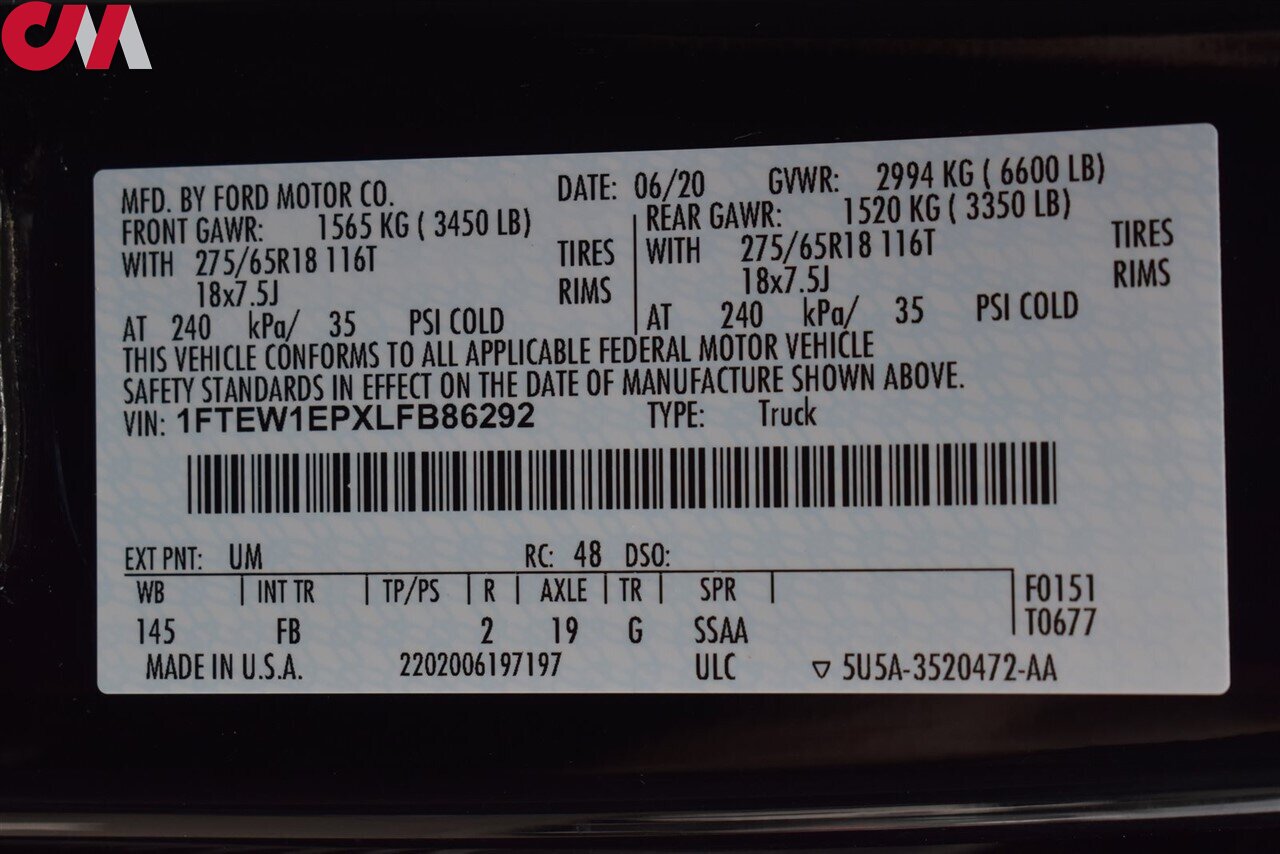 CM
MFD. BY FORD MOTOR CO. DATE: 06/20 GVWR: 2994 KG ( 6600 LB)
FRONT GAWR: 1565 KG ( 3450 LB) REAR GAWR: 1520 KG ( 3350 LB)
WITH 275/65R18 116T TIRES WITH 275/65R18 116T TIRES
18x7.5J RIMS 18x7.5J RIMS
AT 240 kPa/ 35 PSI COLD AT 240 kPa/ 35 PSI COLD
THIS VEHICLE CONFORMS TO ALL APPLICABLE FEDERAL MOTOR VEHICLE
SAFETY STANDARDS IN EFFECT ON THE DATE OF MANUFACTURE SHOWN ABOVE.
VIN: 1FTEW1EPXLFB86292 TYPE: Truck
EXT PNT: UM RC: 48 DSO:
WB INT TR TP/PS R AXLE TR SPR F0151
145 FB 2 19 G SSAA T0677
MADE IN U.S.A. 2202006197197 ULC ▽ 5U5A-3520472-AA